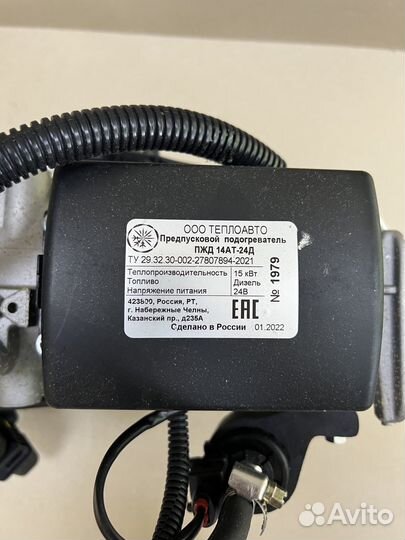 ООО ТЕПЛОАВТО
Предпусковой подогреватель
ПЖД 14АТ-24Д
ТУ 29.32.30-002-27807894-2021
Теплопроизводительность 15 кВт
Топливо Дизель
Напряжение питания 24В
Россия, РТ,
г. Набережные Челны,
Казанский пр., д235А
ЕАС
Сделано в России 01.2022
№ 1979
Avito